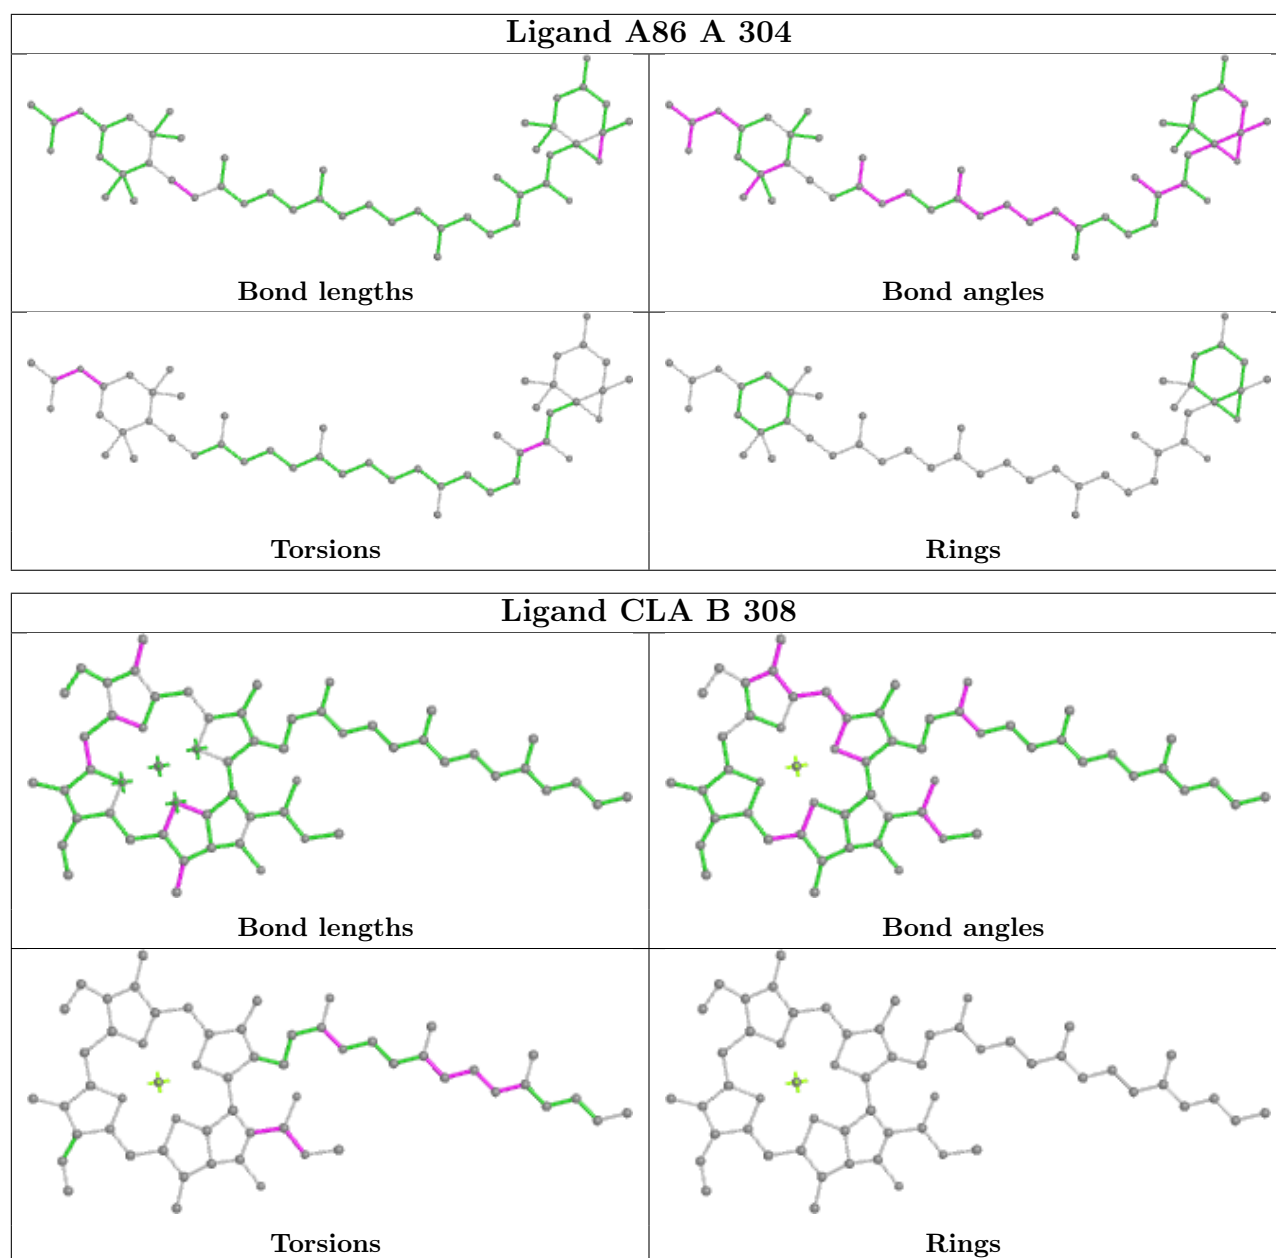 Ligand A86 A 304
Bond lengths
Bond angles
Torsions
Rings
Ligand CLA B 308
Bond lengths
Bond angles
Torsions
Rings